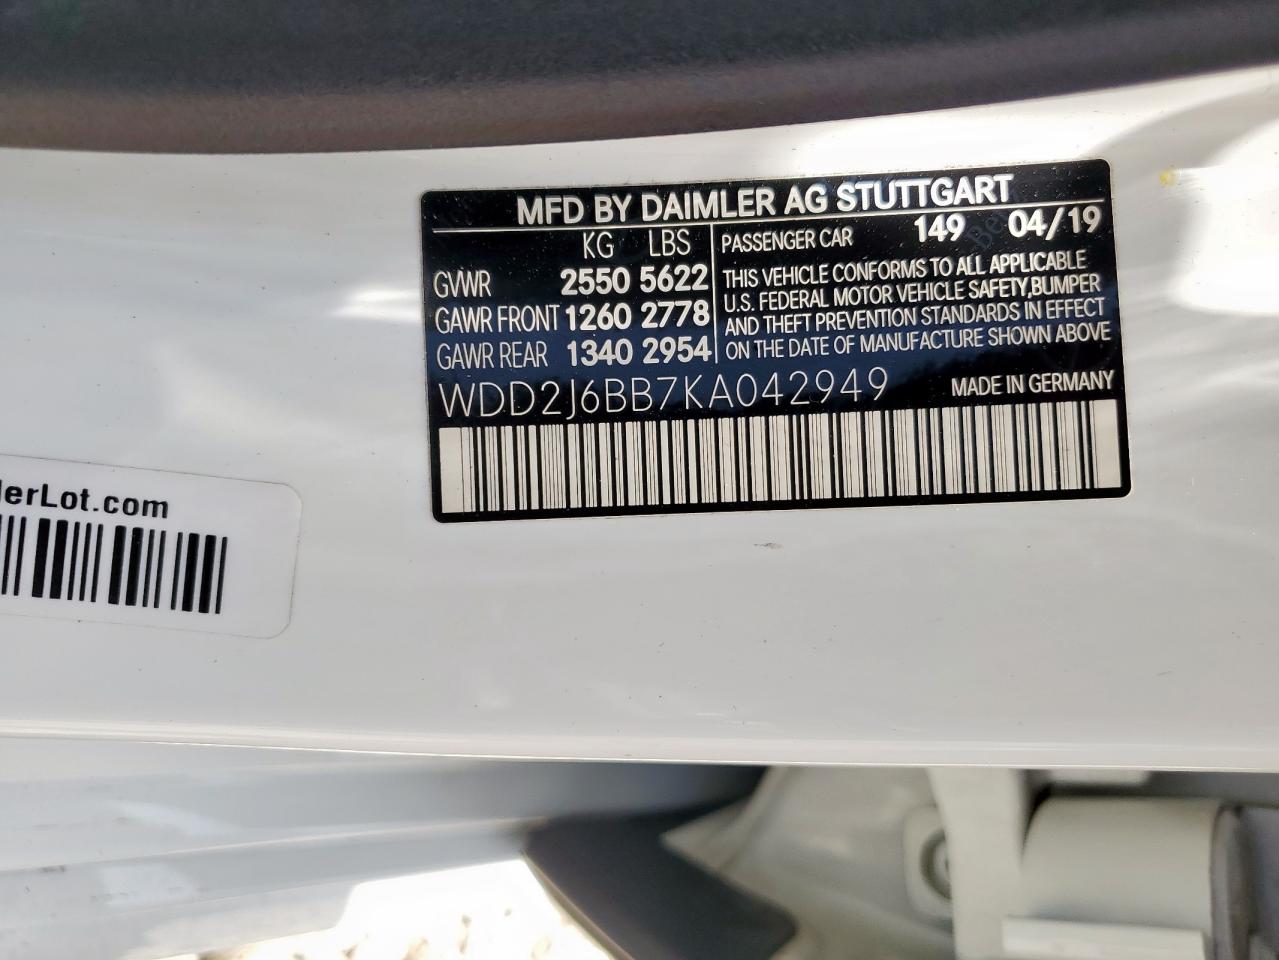 MFD BY DAIMLER AG STUTTGART
KG LBS
GVWR 2550 5622
GAWR FRONT 1260 2778
GAWR REAR 1340 2954
PASSENGER CAR 149 04/19
THIS VEHICLE CONFORMS TO ALL APPLICABLE
U.S. FEDERAL MOTOR VEHICLE SAFETY,BUMPER
AND THEFT PREVENTION STANDARDS IN EFFECT
ON THE DATE OF MANUFACTURE SHOWN ABOVE
WDD2J6BB7KA042949 MADE IN GERMANY
lerLot.com